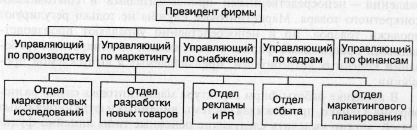 Президент фирмы
Управляющий
по производству
Управляющий
по маркетингу
Управляющий
по снабжению
Управляющий
по кадрам
Управляющий
по финансам
Отдел
маркетинговых
исследований
Отдел
разработки
новых товаров
Отдел
рекламы
и PR
Отдел
сбыта
Отдел
маркетингового
планирования